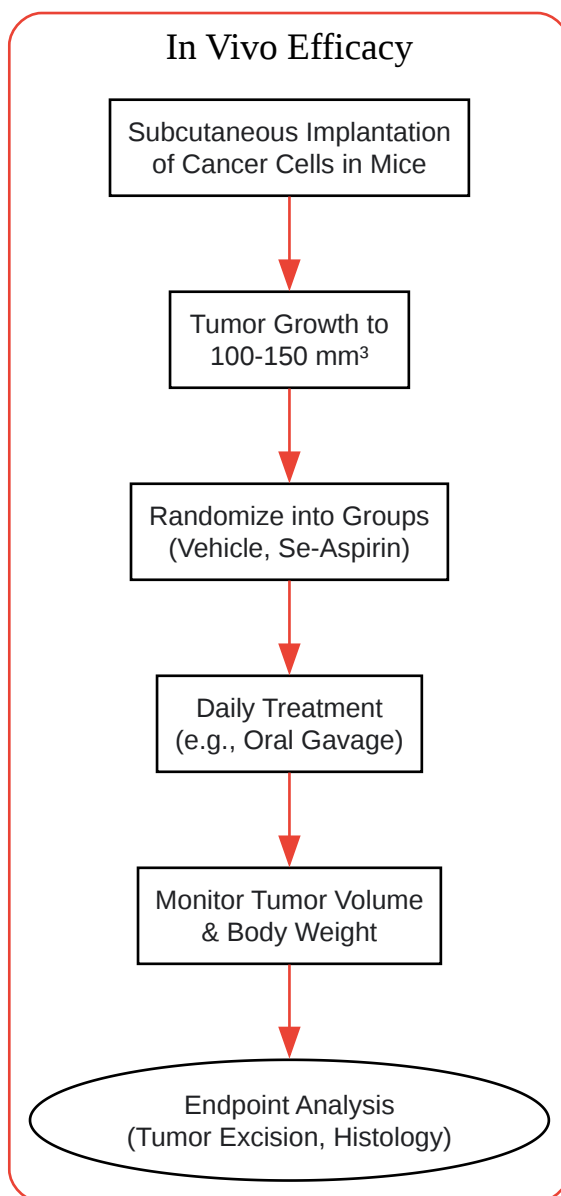 In Vivo Efficacy
Subcutaneous Implantation
of Cancer Cells in Mice
Tumor Growth to
100-150 mm³
Randomize into Groups
(Vehicle, Se-Aspirin)
Daily Treatment
(e.g., Oral Gavage)
Monitor Tumor Volume
& Body Weight
Endpoint Analysis
(Tumor Excision, Histology)